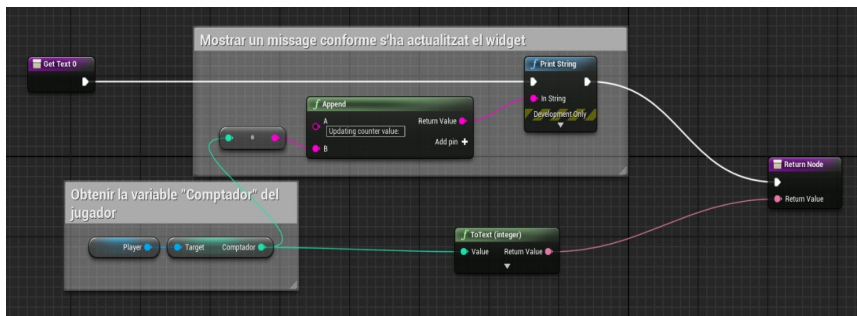 Mostrar un missage conforme s'ha actualitzat el widget
Get Text 0
Print String
In String
Development Only
Append
A
Updating counter value:
B
Return Value
Add pin
Return Node
Return Value
Obtenir la variable "Comptador" del
jugador
Player
Target
Comptador
ToText (integer)
Value
Return Value